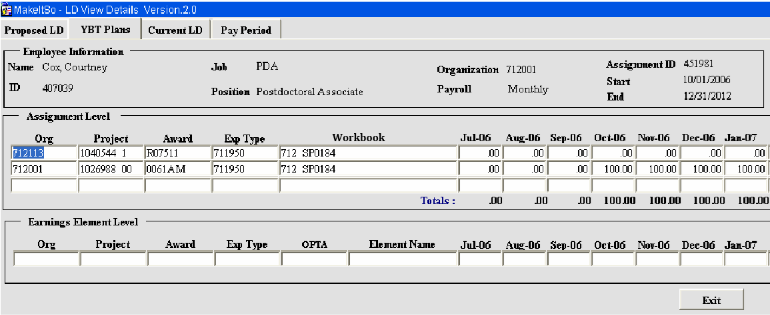 MakeItSo - LD View Details Version.2.0
Proposed LD YBT Plans Current LD Pay Period
Employee Information
Name Cox, Courtney Job PDA Organization 712001 Assignment ID 451981
Start 10/01/2006
ID 407039 Position Postdoctoral Associate Payroll Monthly End 12/31/2012
Assignment Level
Org Project Award Exp Type Workbook Jul-06 Aug-06 Sep-06 Oct-06 Nov-06 Dec-06 Jan-07
712113 1040544 1 R07511 711950 712 SP0184 .00 .00 .00 .00 .00 .00 .00
712001 1026988 00 0061AM 711950 712 SP0184 .00 .00 .00 100.00 100.00 100.00 100.00
Totals : .00 .00 .00 100.00 100.00 100.00 100.00
Earnings Element Level
Org Project Award Exp Type OPTA Element Name Jul-06 Aug-06 Sep-06 Oct-06 Nov-06 Dec-06 Jan-07
Exit